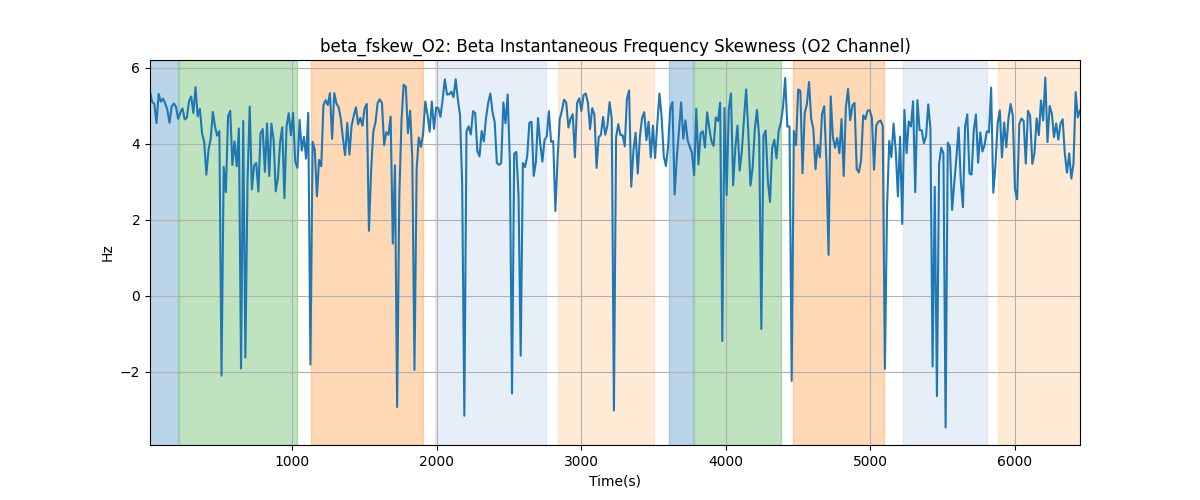 beta_fskew_O2: Beta Instantaneous Frequency Skewness (O2 Channel)
6
4
2
0
−2
Hz
1000 2000 3000 4000 5000 6000
Time(s)